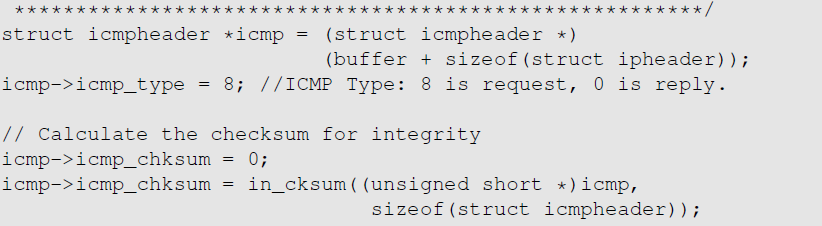 *********************************************************/
struct icmpheader *icmp = (struct icmpheader *)
                          (buffer + sizeof(struct ipheader));
icmp->icmp_type = 8; //ICMP Type: 8 is request, 0 is reply.

// Calculate the checksum for integrity
icmp->icmp_chksum = 0;
icmp->icmp_chksum = in_cksum((unsigned short *)icmp,
                              sizeof(struct icmpheader));